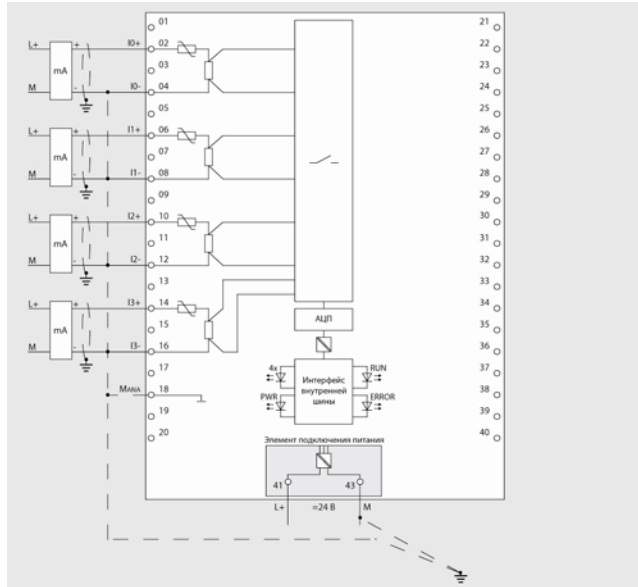 01 21
L+ + I0+ 02 22
mA 03 23
M - I0- 04 24
05 25
L+ + I1+ 06 26
mA 07 27
M - I1- 08 28
09 29
L+ + I2+ 10 30
mA 11 31
M - I2- 12 32
13 33
L+ + I3+ 14 34
mA 15 АЦП 35
M - I3- 16 36
17 4x RUN 37
Интерфейс
внутренней
шины
MANA 18 PWR ERROR 38
19 39
20 40
Элемент подключения питания
41 43
L+ =24 В M